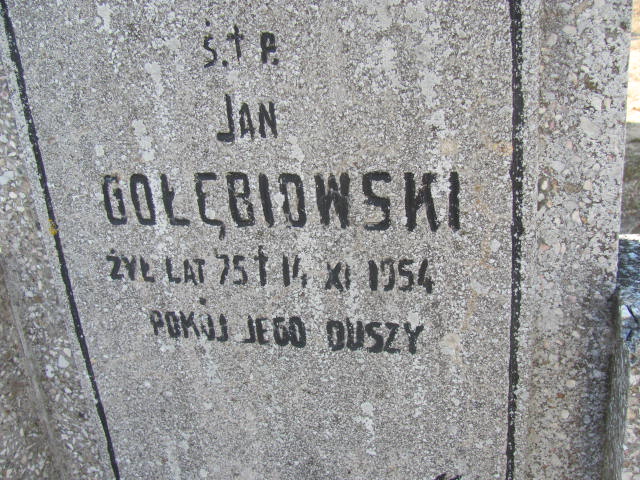 Ś.†P.
JAN
GOŁĘBIOWSKI
ŻYŁ LAT 75 † 14 XI 1954
POKÓJ JEGO DUSZY